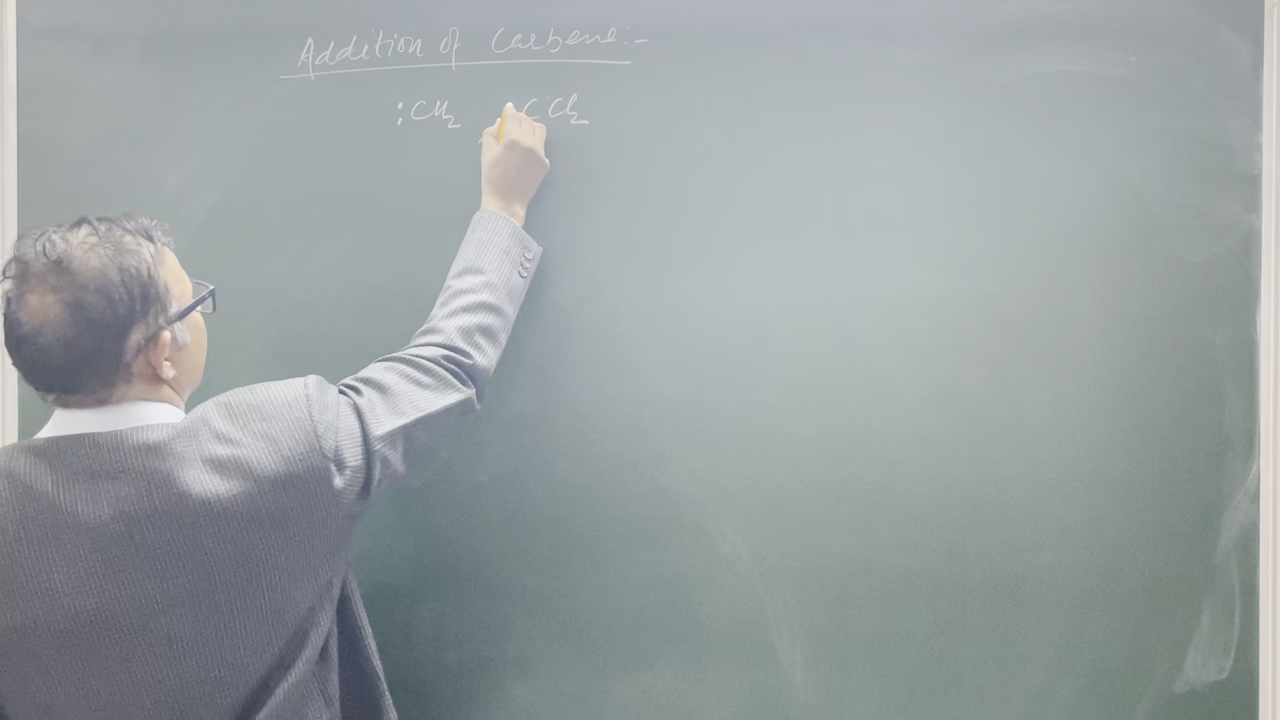 Addition of Carbene:-
:CH₂ CCl₂